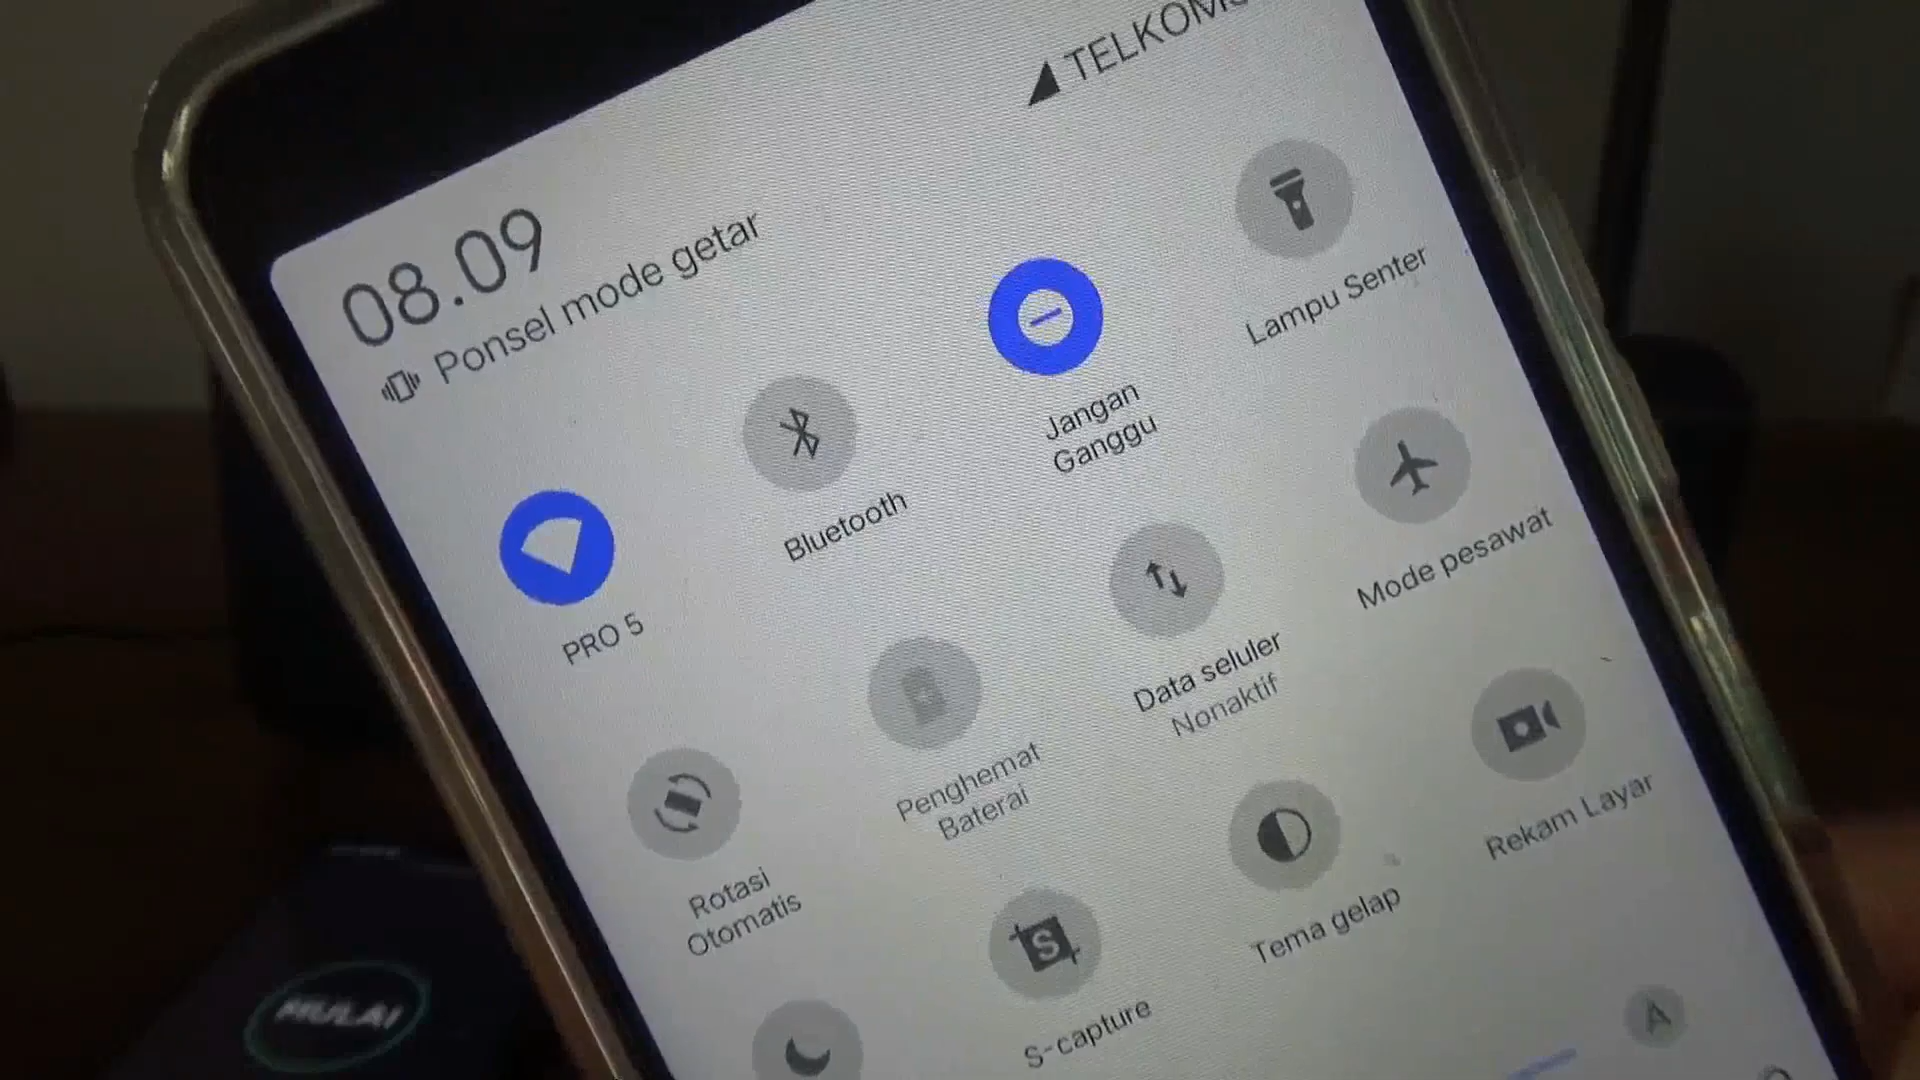 TELKOMS
08.09
Ponsel mode getar
Lampu Senter
Jangan
Ganggu
Bluetooth
PRO 5
Mode pesawat
Data seluler
Nonaktif
Penghemat
Baterai
Rotasi
Otomatis
Rekam Layar
Tema gelap
S
S-capture
A
MULAI